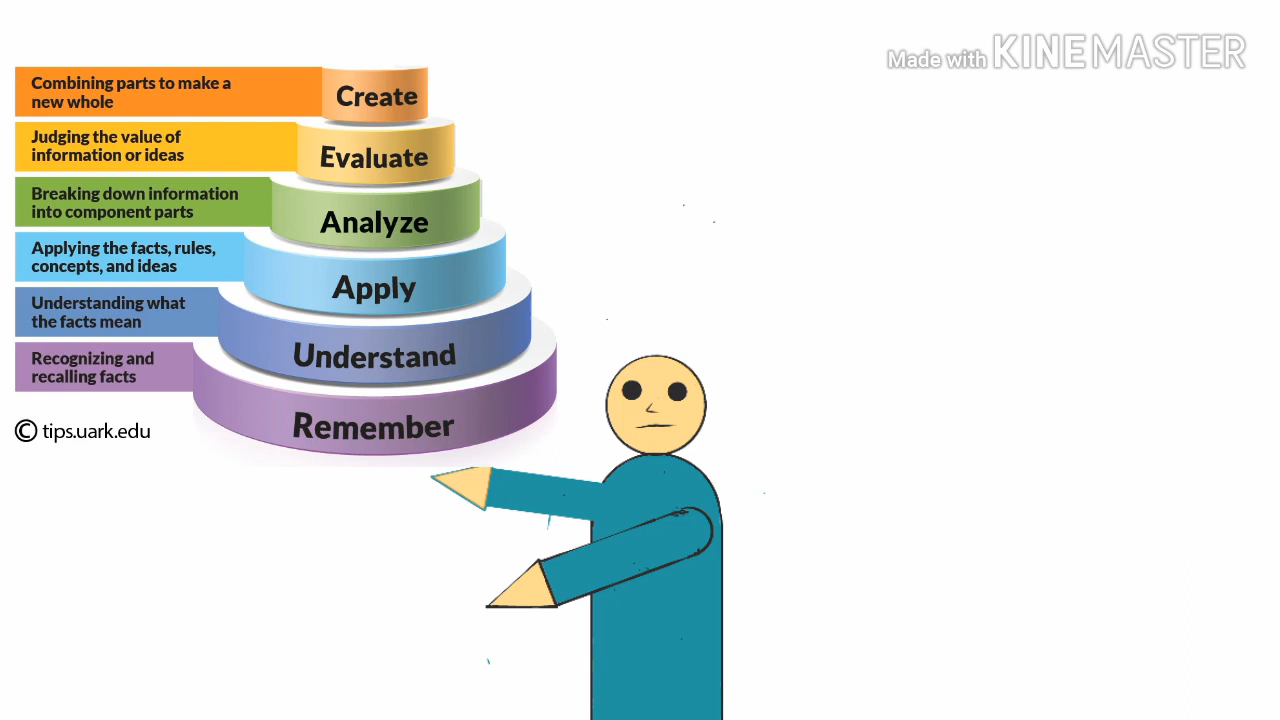 Made with KINEMASTER
Combining parts to make a
new whole
Create
Judging the value of
information or ideas
Evaluate
Breaking down information
into component parts
Analyze
Applying the facts, rules,
concepts, and ideas
Apply
Understanding what
the facts mean
Understand
Recognizing and
recalling facts
Remember
© tips.uark.edu